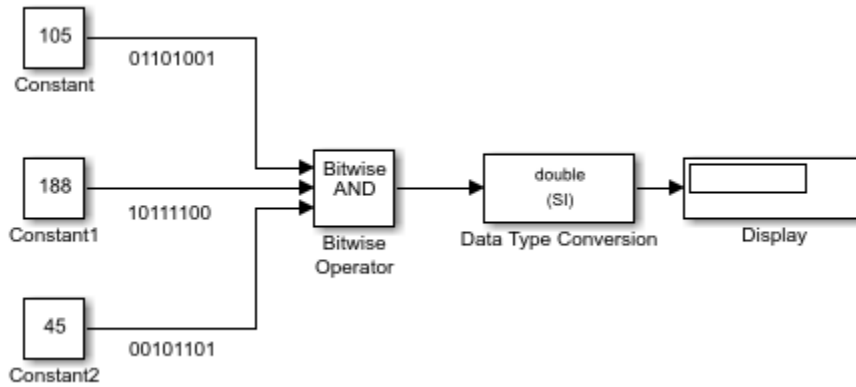 105
01101001
Constant
188
10111100
Constant1
45
00101101
Constant2
Bitwise
AND
Bitwise
Operator
double
(SI)
Data Type Conversion
Display